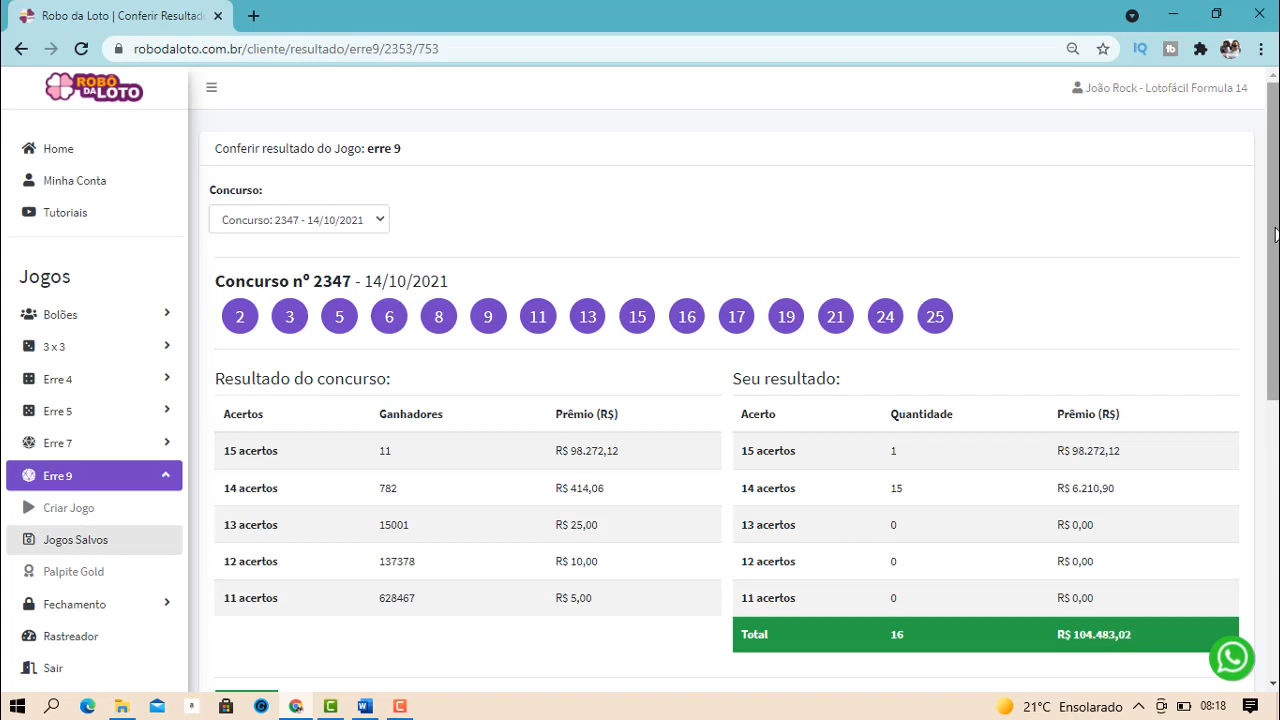 Robo da Loto | Conferir Resultad
robodaloto.com.br/cliente/resultado/erre9/2353/753
ROBÔ
DA LOTO
João Rock - Lotofácil Formula 14
Home
Minha Conta
Tutoriais
Jogos
Bolões
3 x 3
Erre 4
Erre 5
Erre 7
Erre 9
Criar Jogo
Jogos Salvos
Palpite Gold
Fechamento
Rastreador
Sair
Conferir resultado do Jogo: erre 9
Concurso:
Concurso: 2347 - 14/10/2021
Concurso nº 2347 - 14/10/2021
2 3 5 6 8 9 11 13 15 16 17 19 21 24 25
Resultado do concurso:
Acertos Ganhadores Prêmio (R$)
15 acertos 11 R$ 98.272,12
14 acertos 782 R$ 414,06
13 acertos 15001 R$ 25,00
12 acertos 137378 R$ 10,00
11 acertos 628467 R$ 5,00
Seu resultado:
Acerto Quantidade Prêmio (R$)
15 acertos 1 R$ 98.272,12
14 acertos 15 R$ 6.210,90
13 acertos 0 R$ 0,00
12 acertos 0 R$ 0,00
11 acertos 0 R$ 0,00
Total 16 R$ 104.483,02
21°C Ensolarado 08:18